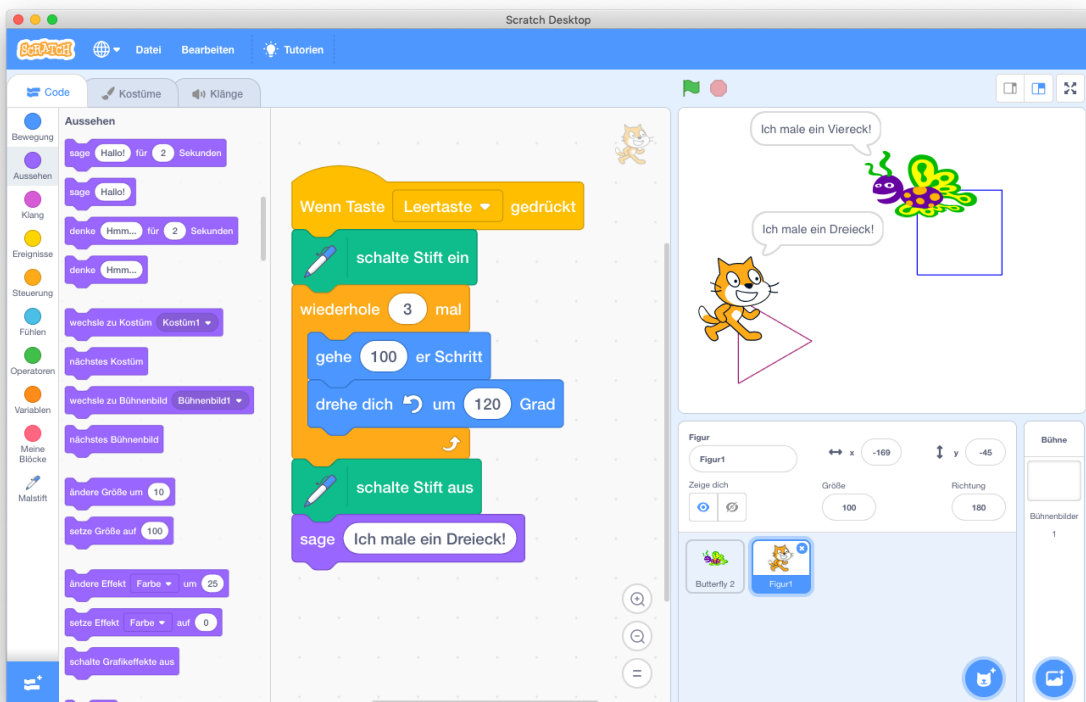 Scratch Desktop
SCRATCH
Datei
Bearbeiten
Tutorien
Code
Kostüme
Klänge
Bewegung
Aussehen
Klang
Ereignisse
Steuerung
Fühlen
Operatoren
Variablen
Meine
Blöcke
Malstift
Aussehen
sage Hallo! für 2 Sekunden
sage Hallo!
denke Hmm... für 2 Sekunden
denke Hmm...
wechsle zu Kostüm Kostüm1
nächstes Kostüm
wechsle zu Bühnenbild Bühnenbild1
nächstes Bühnenbild
ändere Größe um 10
setze Größe auf 100
ändere Effekt Farbe um 25
setze Effekt Farbe auf 0
schalte Grafikeffekte aus
Wenn Taste Leertaste gedrückt
schalte Stift ein
wiederhole 3 mal
gehe 100 er Schritt
drehe dich um 120 Grad
schalte Stift aus
sage Ich male ein Dreieck!
Ich male ein Viereck!
Ich male ein Dreieck!
Figur
Figur1
x -169
y -45
Zeige dich
Größe
100
Richtung
180
Butterfly 2
Figur1
Bühne
Bühnenbilder
1